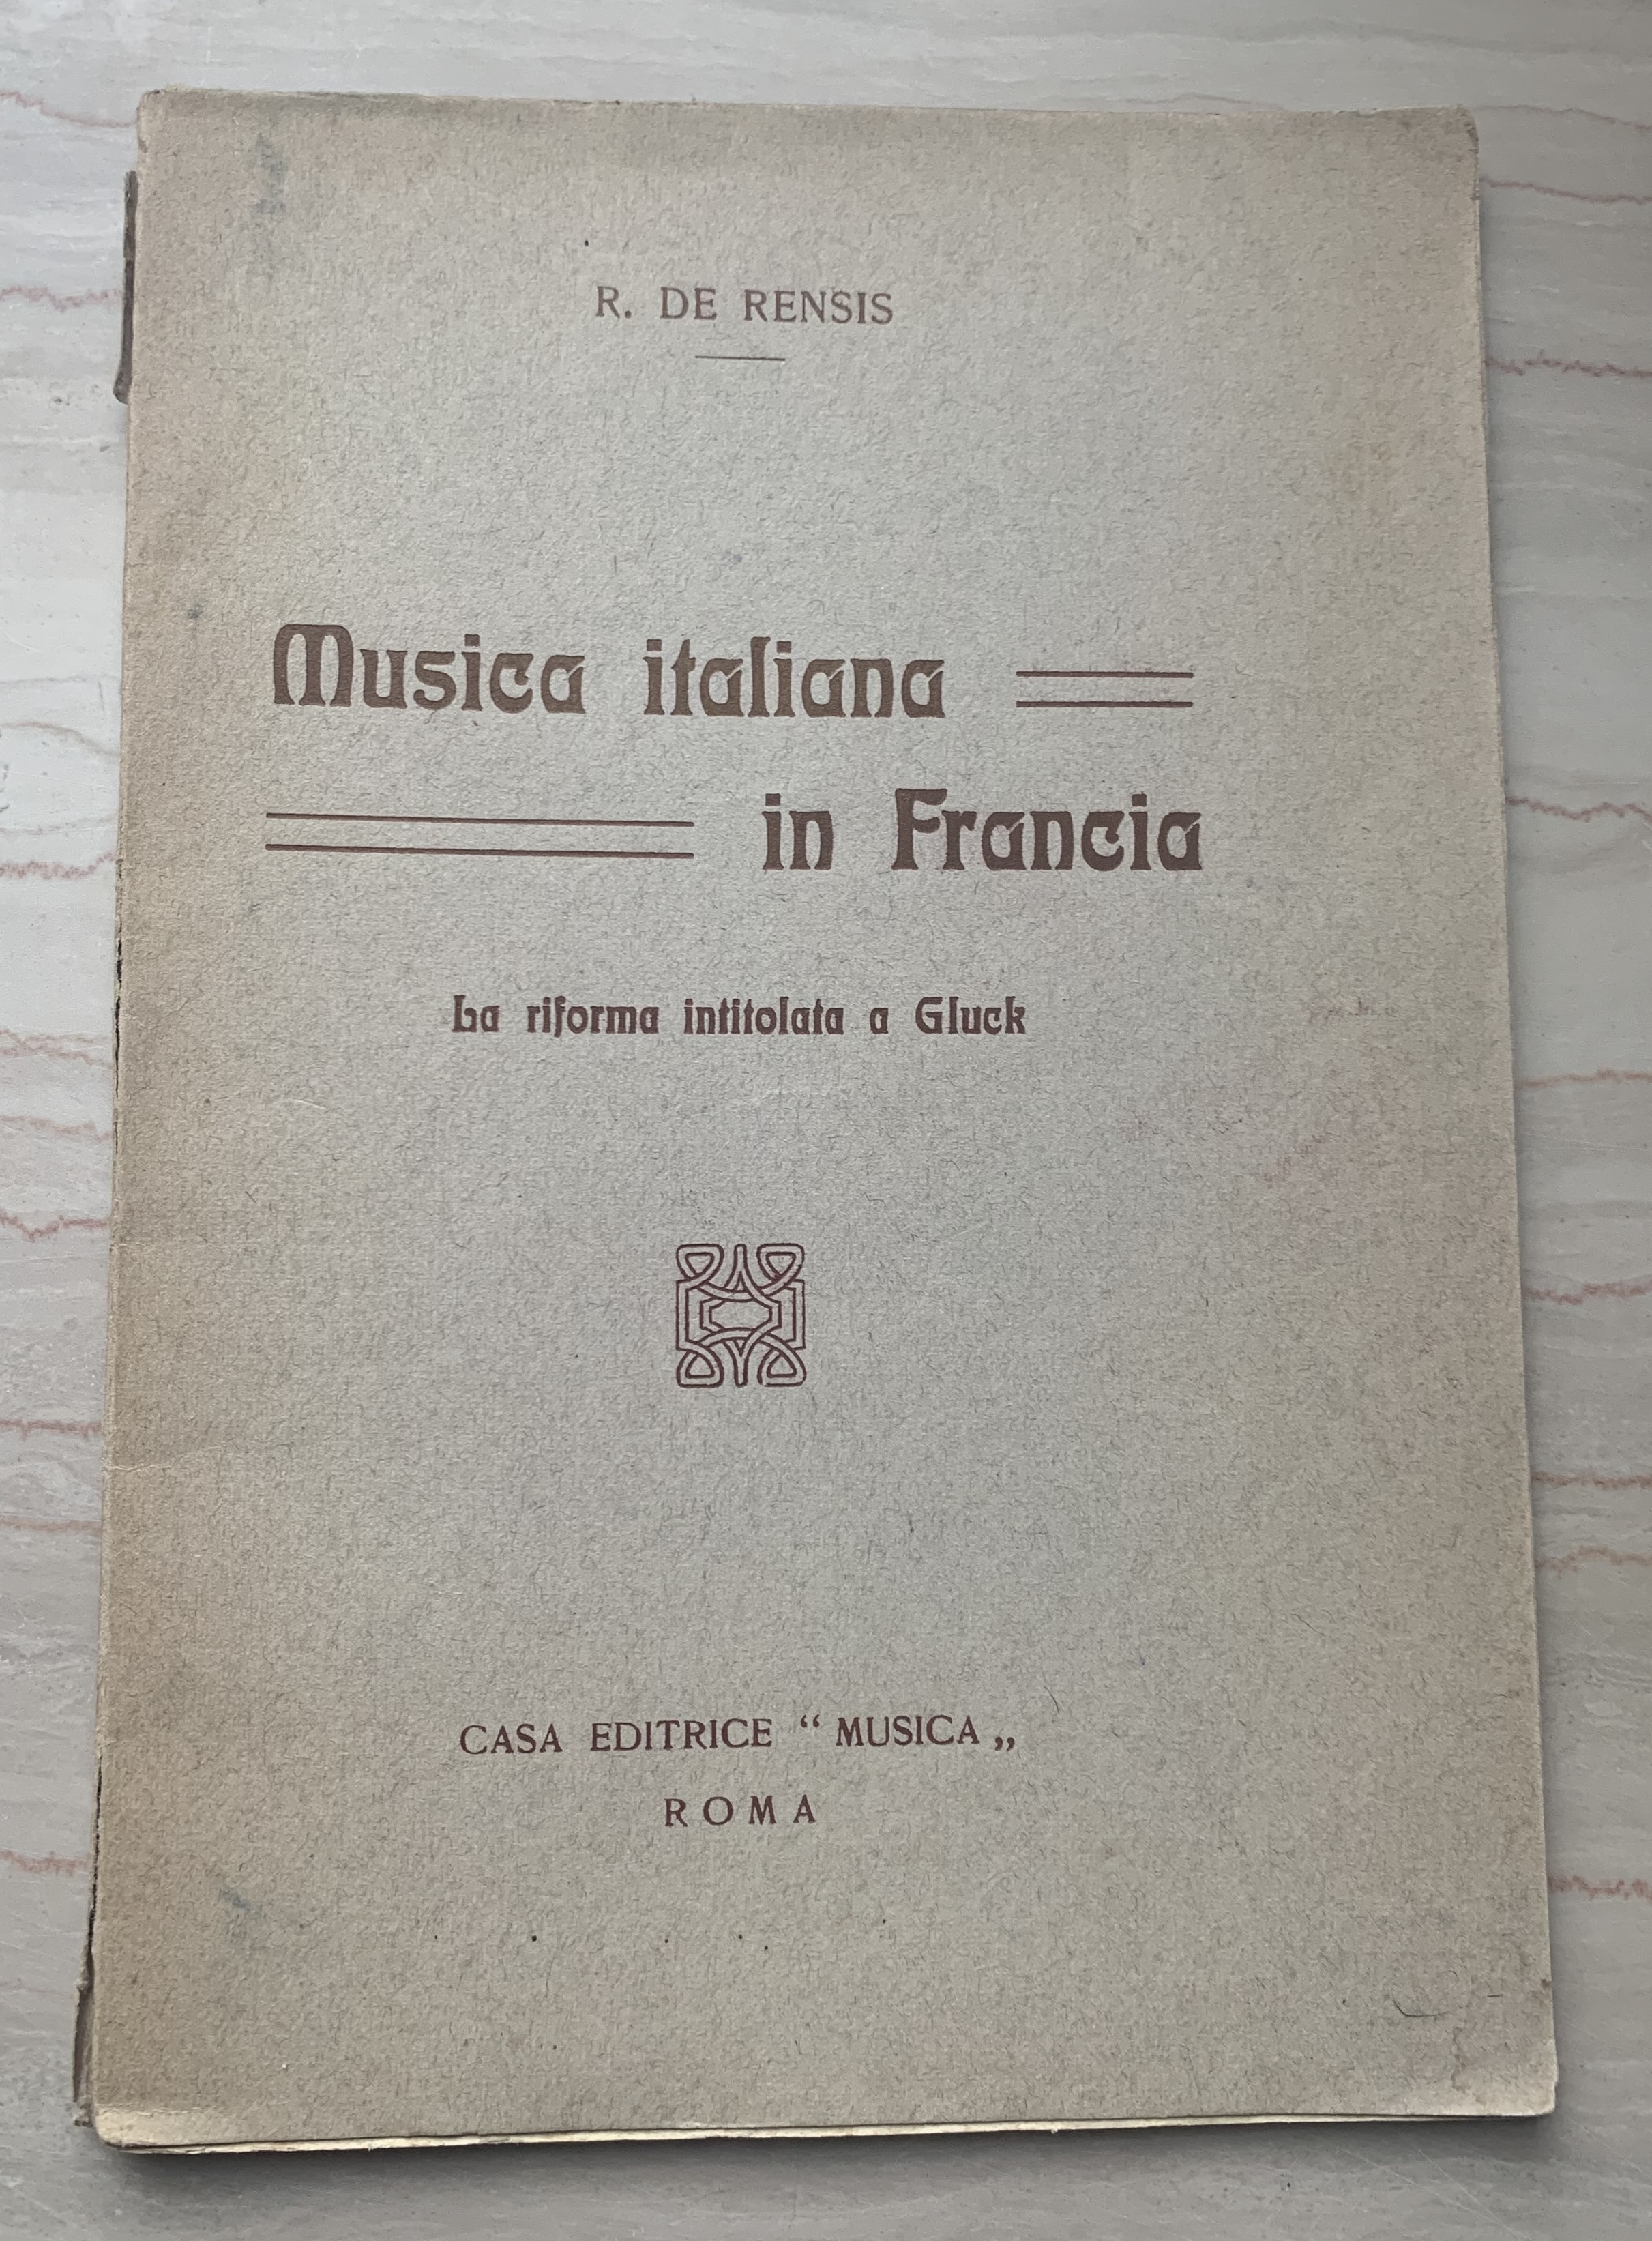 R. DE RENSIS
Musica italiana
in Francia
La riforma intitolata a Gluck
CASA EDITRICE “ MUSICA „
ROMA